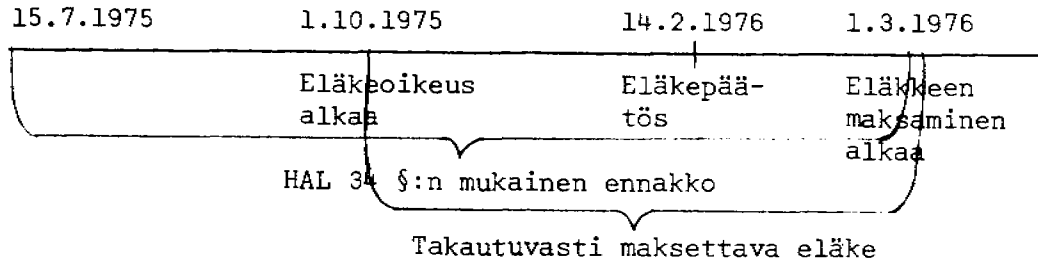 15.7.1975 1.10.1975 14.2.1976 1.3.1976
Eläkeoikeus Eläkepää- Eläkkeen
alkaa tös maksaminen
alkaa
HAL 34 §:n mukainen ennakko
Takautuvasti maksettava eläke